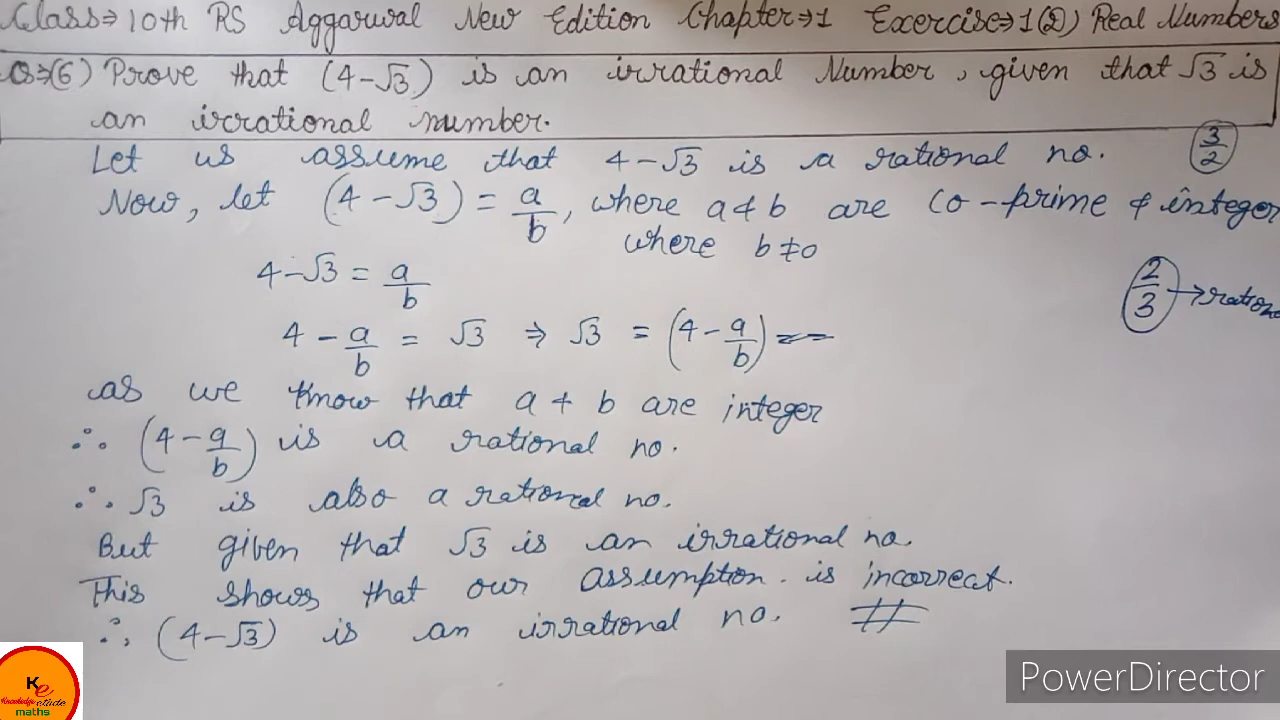 Class⇒10th RS Aggarwal New Edition Chapter⇒1 Exercise⇒1(D) Real Numbers
Q⇒(6) Prove that (4-√3) is an irrational Number, given that √3 is
an irrational number.
Let us assume that 4-√3 is a rational no.
3/2
Now, let (4-√3) = a/b, where a & b are co-prime & integer
where b≠0
4-√3 = a/b
2/3 → ration
4 - a/b = √3 ⇒ √3 = (4 - a/b)
as we know that a & b are integer
∴ (4 - a/b) is a rational no.
∴ √3 is also a rational no.
But given that √3 is an irrational no.
This shows that our assumption. is incorrect.
∴ (4-√3) is an irrational no. #
Ke
Knowledge etude
maths
PowerDirector